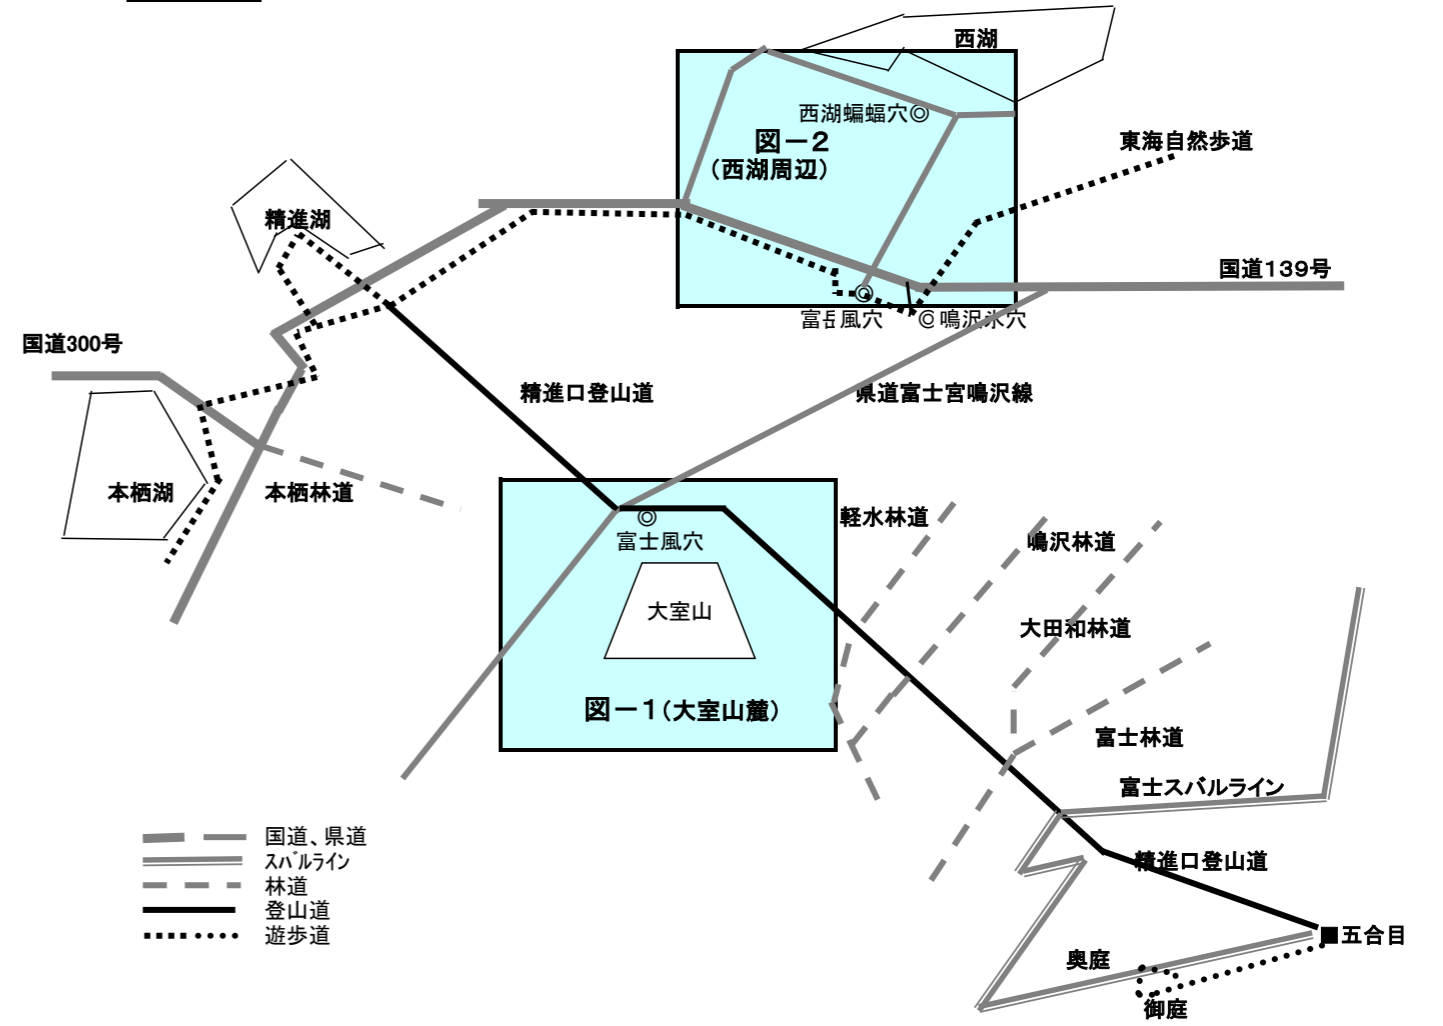 西湖
西湖蝙蝠穴◎
図－2
（西湖周辺）
東海自然歩道
精進湖
国道139号
富岳風穴
◎鳴沢氷穴
国道300号
精進口登山道
県道富士宮鳴沢線
本栖湖
本栖林道
富士風穴
軽水林道
鳴沢林道
大室山
大田和林道
図－1（大室山麓）
富士林道
富士スバルライン
国道、県道
スバルライン
林道
登山道
遊歩道
精進口登山道
■五合目
奥庭
御庭